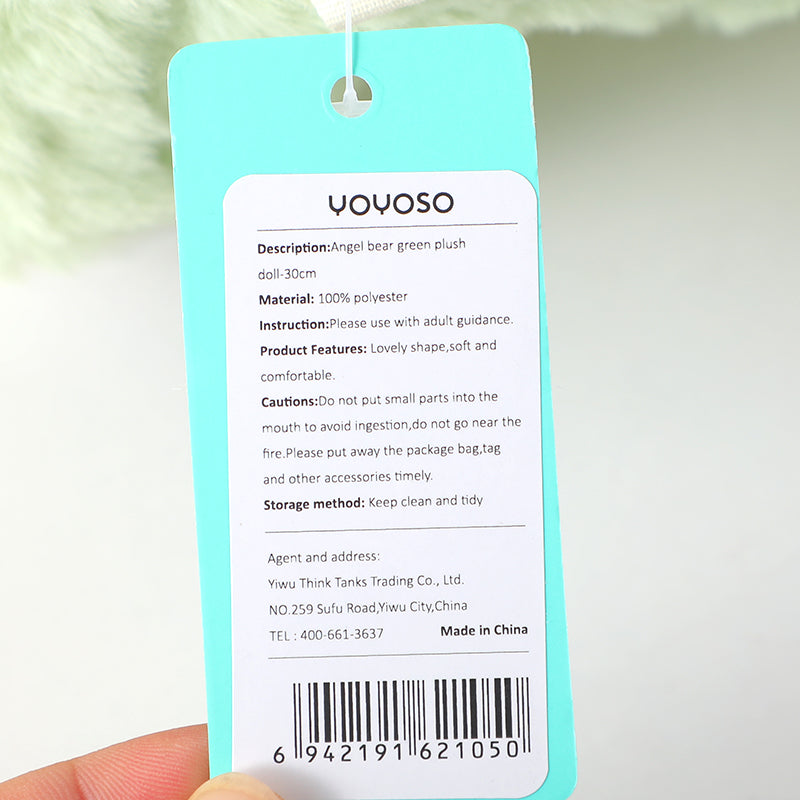 YOYOSO
Description:Angel bear green plush
doll-30cm
Material: 100% polyester
Instruction:Please use with adult guidance.
Product Features: Lovely shape,soft and
comfortable.
Cautions:Do not put small parts into the
mouth to avoid ingestion,do not go near the
fire.Please put away the package bag,tag
and other accessories timely.
Storage method: Keep clean and tidy
Agent and address:
Yiwu Think Tanks Trading Co., Ltd.
NO.259 Sufu Road,Yiwu City,China
TEL : 400-661-3637 Made in China
6 942191 621050